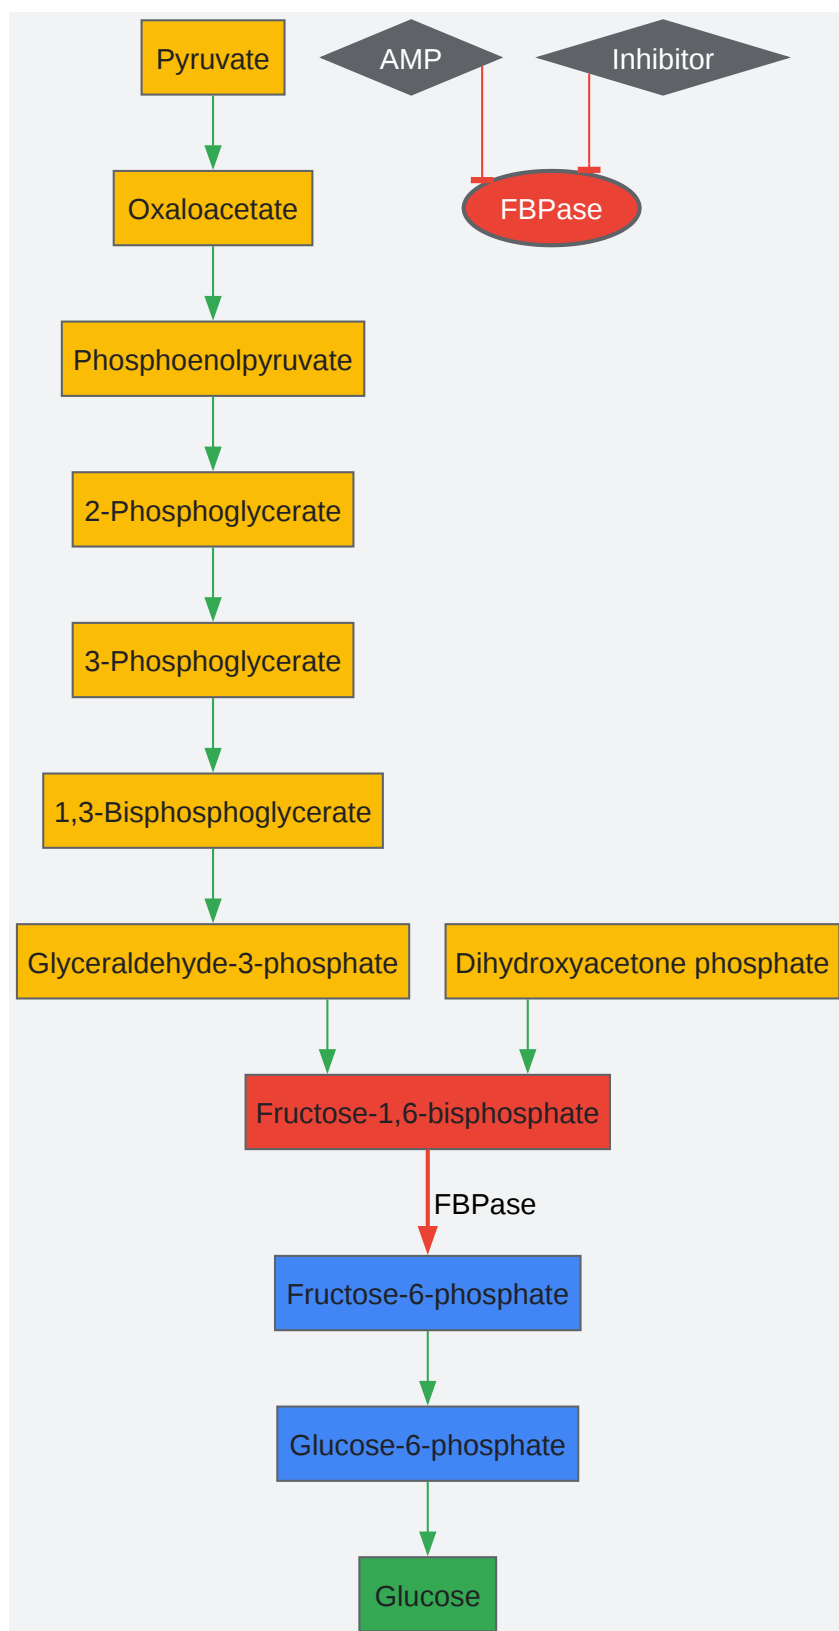 Pyruvate
AMP
Inhibitor
Oxaloacetate
FBPase
Phosphoenolpyruvate
2-Phosphoglycerate
3-Phosphoglycerate
1,3-Bisphosphoglycerate
Glyceraldehyde-3-phosphate
Dihydroxyacetone phosphate
Fructose-1,6-bisphosphate
FBPase
Fructose-6-phosphate
Glucose-6-phosphate
Glucose